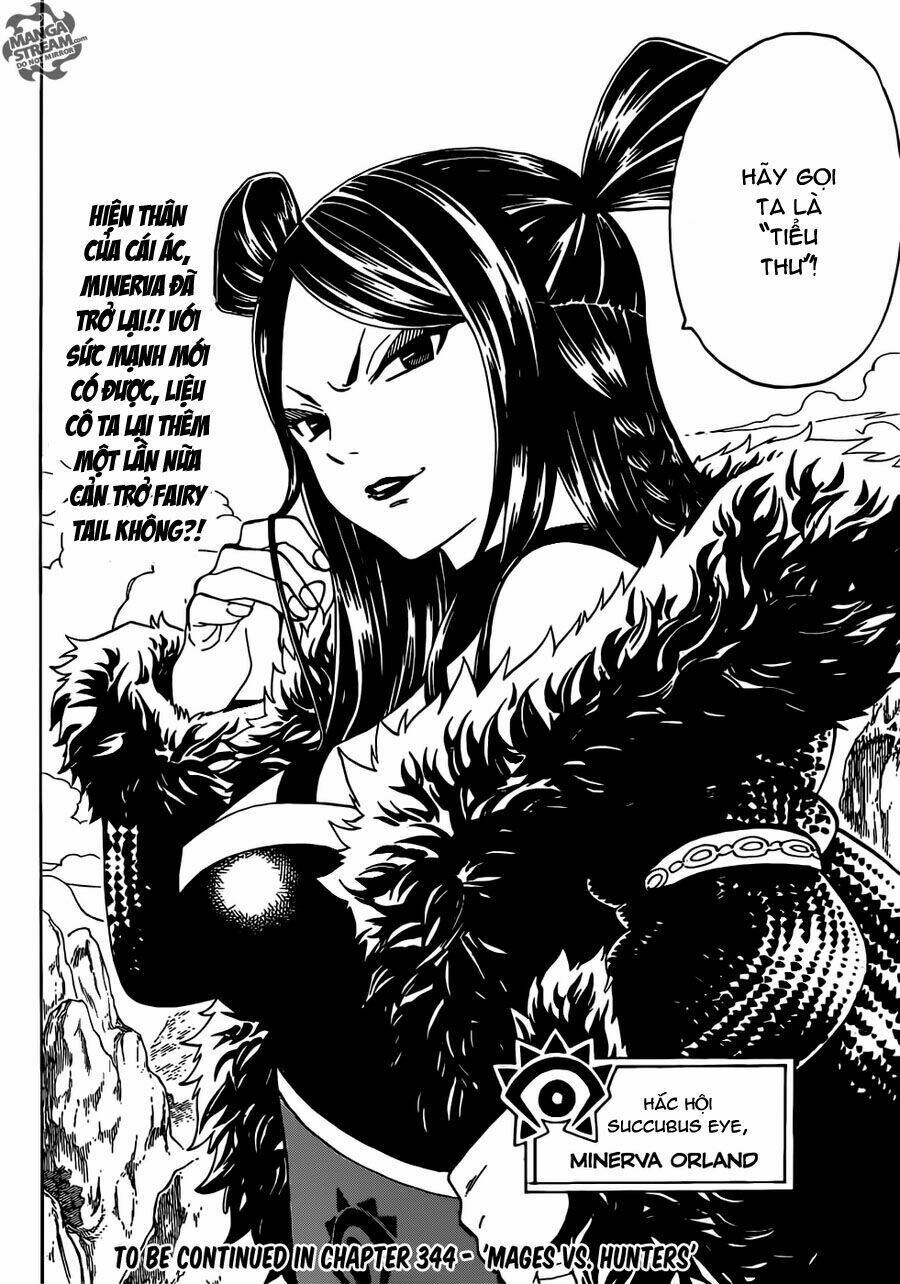 MANGA
STREAM.com
DO NOT MIRROR
HÃY GỌI
TA LÀ
"TIỂU
THƯ"!
HIỆN THÂN
CỦA CÁI ÁC,
MINERVA ĐÃ
TRỞ LẠI!! VỚI
SỨC MẠNH MỚI
CÓ ĐƯỢC, LIỆU
CÔ TA LẠI THÊM
MỘT LẦN NỮA
CẢN TRỞ FAIRY
TAIL KHÔNG?!
HẮC HỘI
SUCCUBUS EYE,
MINERVA ORLAND
TO BE CONTINUED IN CHAPTER 344 - 'MAGES VS. HUNTERS'